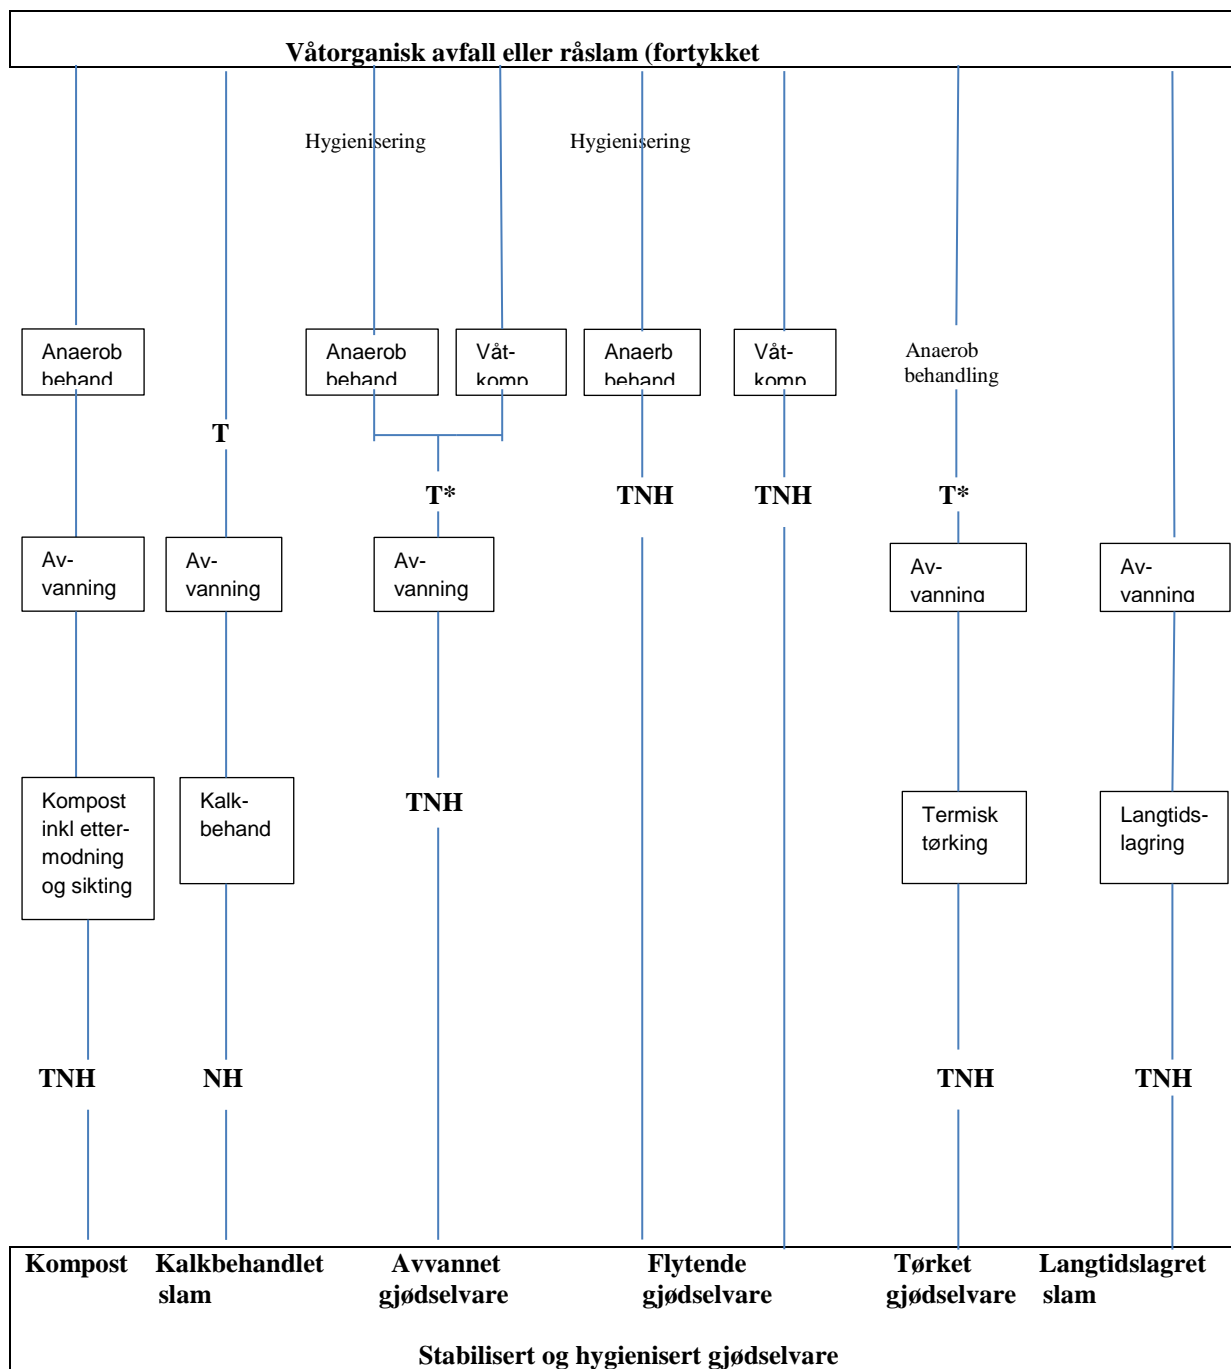 Våtorganisk avfall eller råslam (fortykket
Hygienisering
Hygienisering
Anaerob
behand
Anaerob
behand
Våt-
komp
Anaerb
behand
Våt-
komp
Anaerob
behandling
T
T*
TNH
TNH
T*
Av-
vanning
Av-
vanning
Av-
vanning
Av-
vanning
Av-
vanning
Kompost
inkl etter-
modning
og sikting
Kalk-
behand
TNH
Termisk
tørking
Langtids-
lagring
TNH
NH
TNH
TNH
Kompost
Kalkbehandlet
slam
Avvannet
gjødselvare
Flytende
gjødselvare
Tørket
gjødselvare
Langtidslagret
slam
Stabilisert og hygienisert gjødselvare